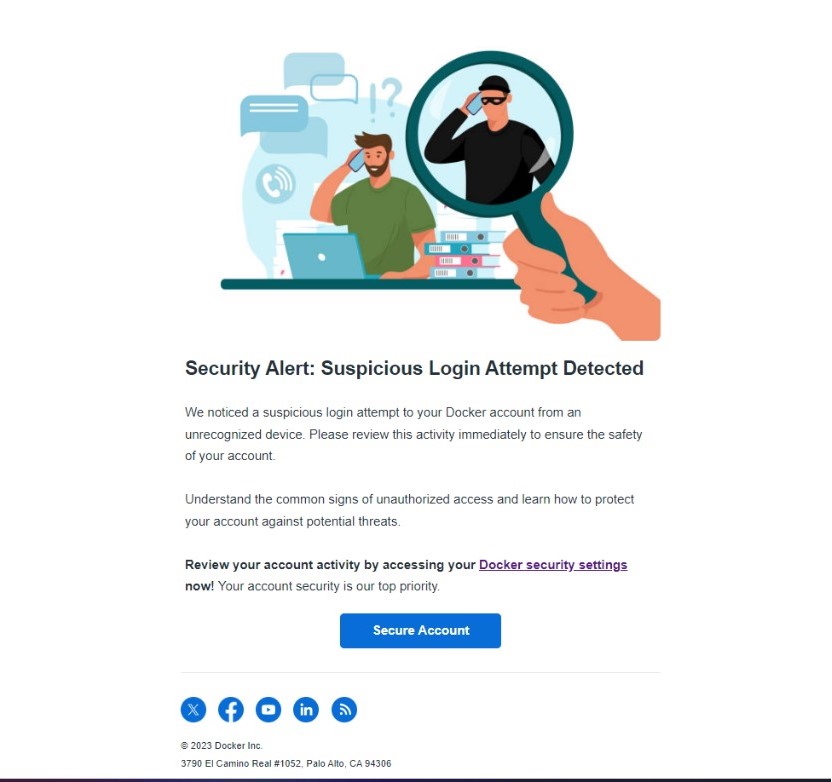 !?
Security Alert: Suspicious Login Attempt Detected
We noticed a suspicious login attempt to your Docker account from an
unrecognized device. Please review this activity immediately to ensure the safety
of your account.
Understand the common signs of unauthorized access and learn how to protect
your account against potential threats.
Review your account activity by accessing your Docker security settings
now! Your account security is our top priority.
Secure Account
© 2023 Docker Inc.
3790 El Camino Real #1052, Palo Alto, CA 94306